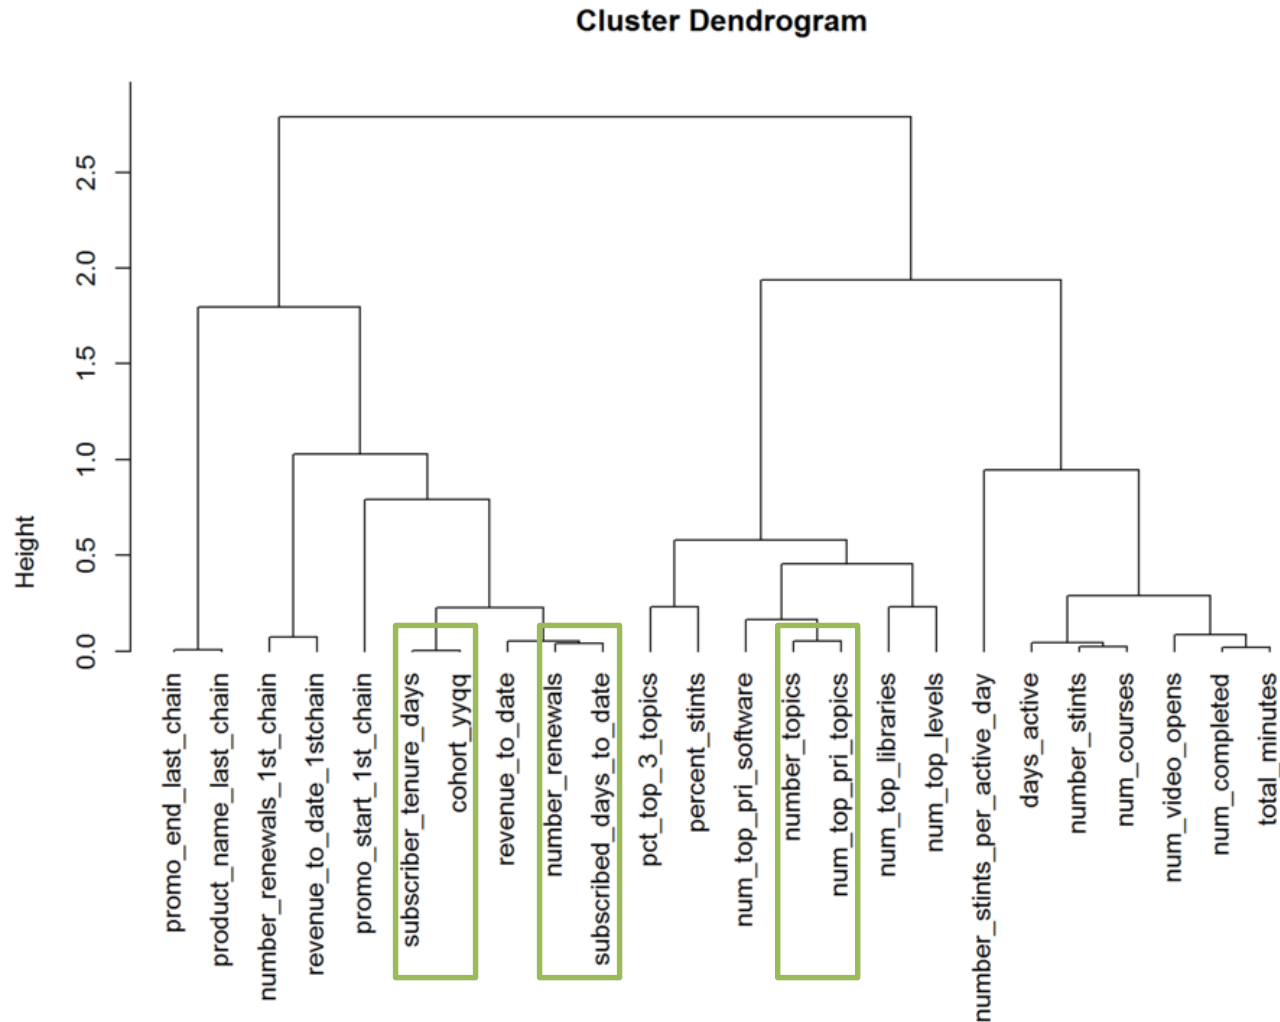 Cluster Dendrogram
Height
0.0
0.5
1.0
1.5
2.0
2.5
promo_end_last_chain
product_name_last_chain
number_renewals_1st_chain
revenue_to_date_1stchain
promo_start_1st_chain
subscriber_tenure_days
cohort_yyqq
revenue_to_date
number_renewals
subscribed_days_to_date
pct_top_3_topics
percent_stints
num_top_pri_software
number_topics
num_top_pri_topics
num_top_libraries
num_top_levels
number_stints_per_active_day
days_active
number_stints
num_courses
num_video_opens
num_completed
total_minutes